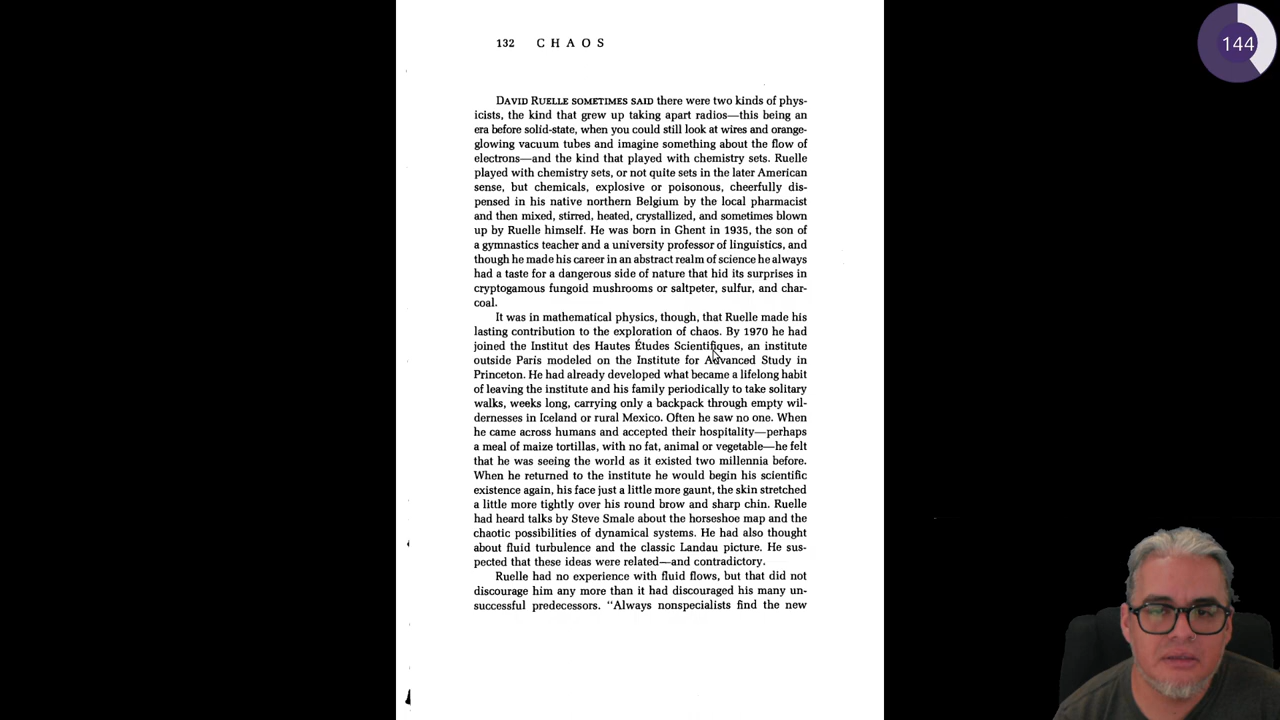 144
132 CHAOS
DAVID RUELLE SOMETIMES SAID there were two kinds of phys-
icists, the kind that grew up taking apart radios—this being an
era before solid-state, when you could still look at wires and orange-
glowing vacuum tubes and imagine something about the flow of
electrons—and the kind that played with chemistry sets. Ruelle
played with chemistry sets, or not quite sets in the later American
sense, but chemicals, explosive or poisonous, cheerfully dis-
pensed in his native northern Belgium by the local pharmacist
and then mixed, stirred, heated, crystallized, and sometimes blown
up by Ruelle himself. He was born in Ghent in 1935, the son of
a gymnastics teacher and a university professor of linguistics, and
though he made his career in an abstract realm of science he always
had a taste for a dangerous side of nature that hid its surprises in
cryptogamous fungoid mushrooms or saltpeter, sulfur, and char-
coal.
It was in mathematical physics, though, that Ruelle made his
lasting contribution to the exploration of chaos. By 1970 he had
joined the Institut des Hautes Études Scientifiques, an institute
outside Paris modeled on the Institute for Advanced Study in
Princeton. He had already developed what became a lifelong habit
of leaving the institute and his family periodically to take solitary
walks, weeks long, carrying only a backpack through empty wil-
dernesses in Iceland or rural Mexico. Often he saw no one. When
he came across humans and accepted their hospitality—perhaps
a meal of maize tortillas, with no fat, animal or vegetable—he felt
that he was seeing the world as it existed two millennia before.
When he returned to the institute he would begin his scientific
existence again, his face just a little more gaunt, the skin stretched
a little more tightly over his round brow and sharp chin. Ruelle
had heard talks by Steve Smale about the horseshoe map and the
chaotic possibilities of dynamical systems. He had also thought
about fluid turbulence and the classic Landau picture. He sus-
pected that these ideas were related—and contradictory.
Ruelle had no experience with fluid flows, but that did not
discourage him any more than it had discouraged his many un-
successful predecessors. “Always nonspecialists find the new